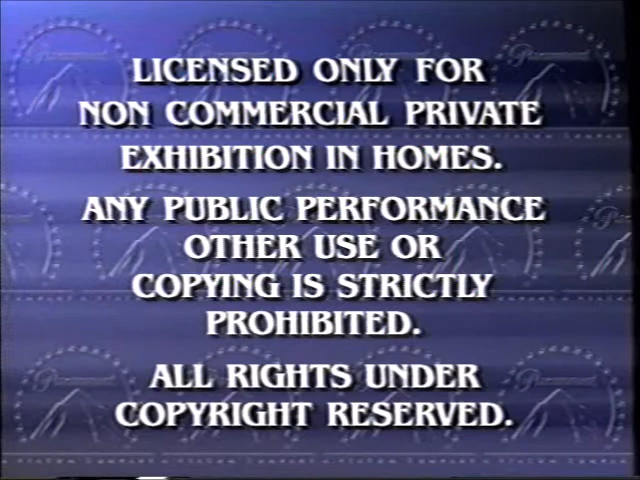 LICENSED ONLY FOR
NON COMMERCIAL PRIVATE
EXHIBITION IN HOMES.
ANY PUBLIC PERFORMANCE
OTHER USE OR
COPYING IS STRICTLY
PROHIBITED.
ALL RIGHTS UNDER
COPYRIGHT RESERVED.